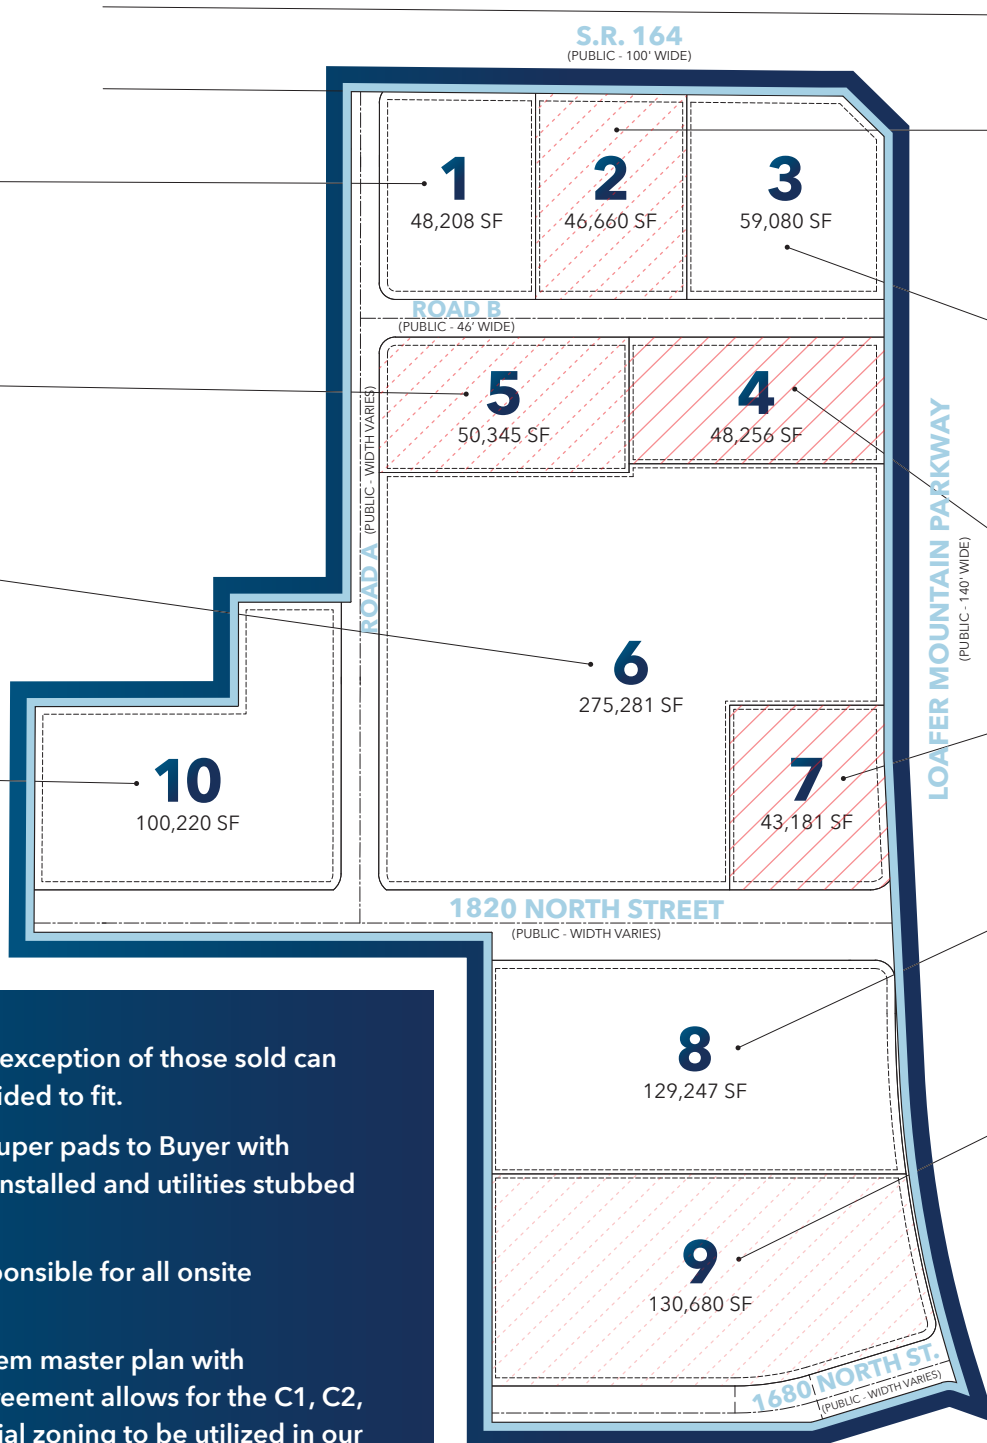 S.R. 164
(PUBLIC - 100' WIDE)
1
48,208 SF
2
46,660 SF
3
59,080 SF
ROAD B
(PUBLIC - 46' WIDE)
5
50,345 SF
4
48,256 SF
ROAD A
(PUBLIC - WIDTH VARIES)
LOAFER MOUNTAIN PARKWAY
(PUBLIC - 140' WIDE)
6
275,281 SF
7
43,181 SF
10
100,220 SF
1820 NORTH STREET
(PUBLIC - WIDTH VARIES)
8
129,247 SF
9
130,680 SF
1680 NORTH ST.
(PUBLIC - WIDTH VARIES)
exception of those sold can
ided to fit.
uper pads to Buyer with
nstalled and utilities stubbed
onsible for all onsite
em master plan with
reement allows for the C1, C2,
ial zoning to be utilized in our